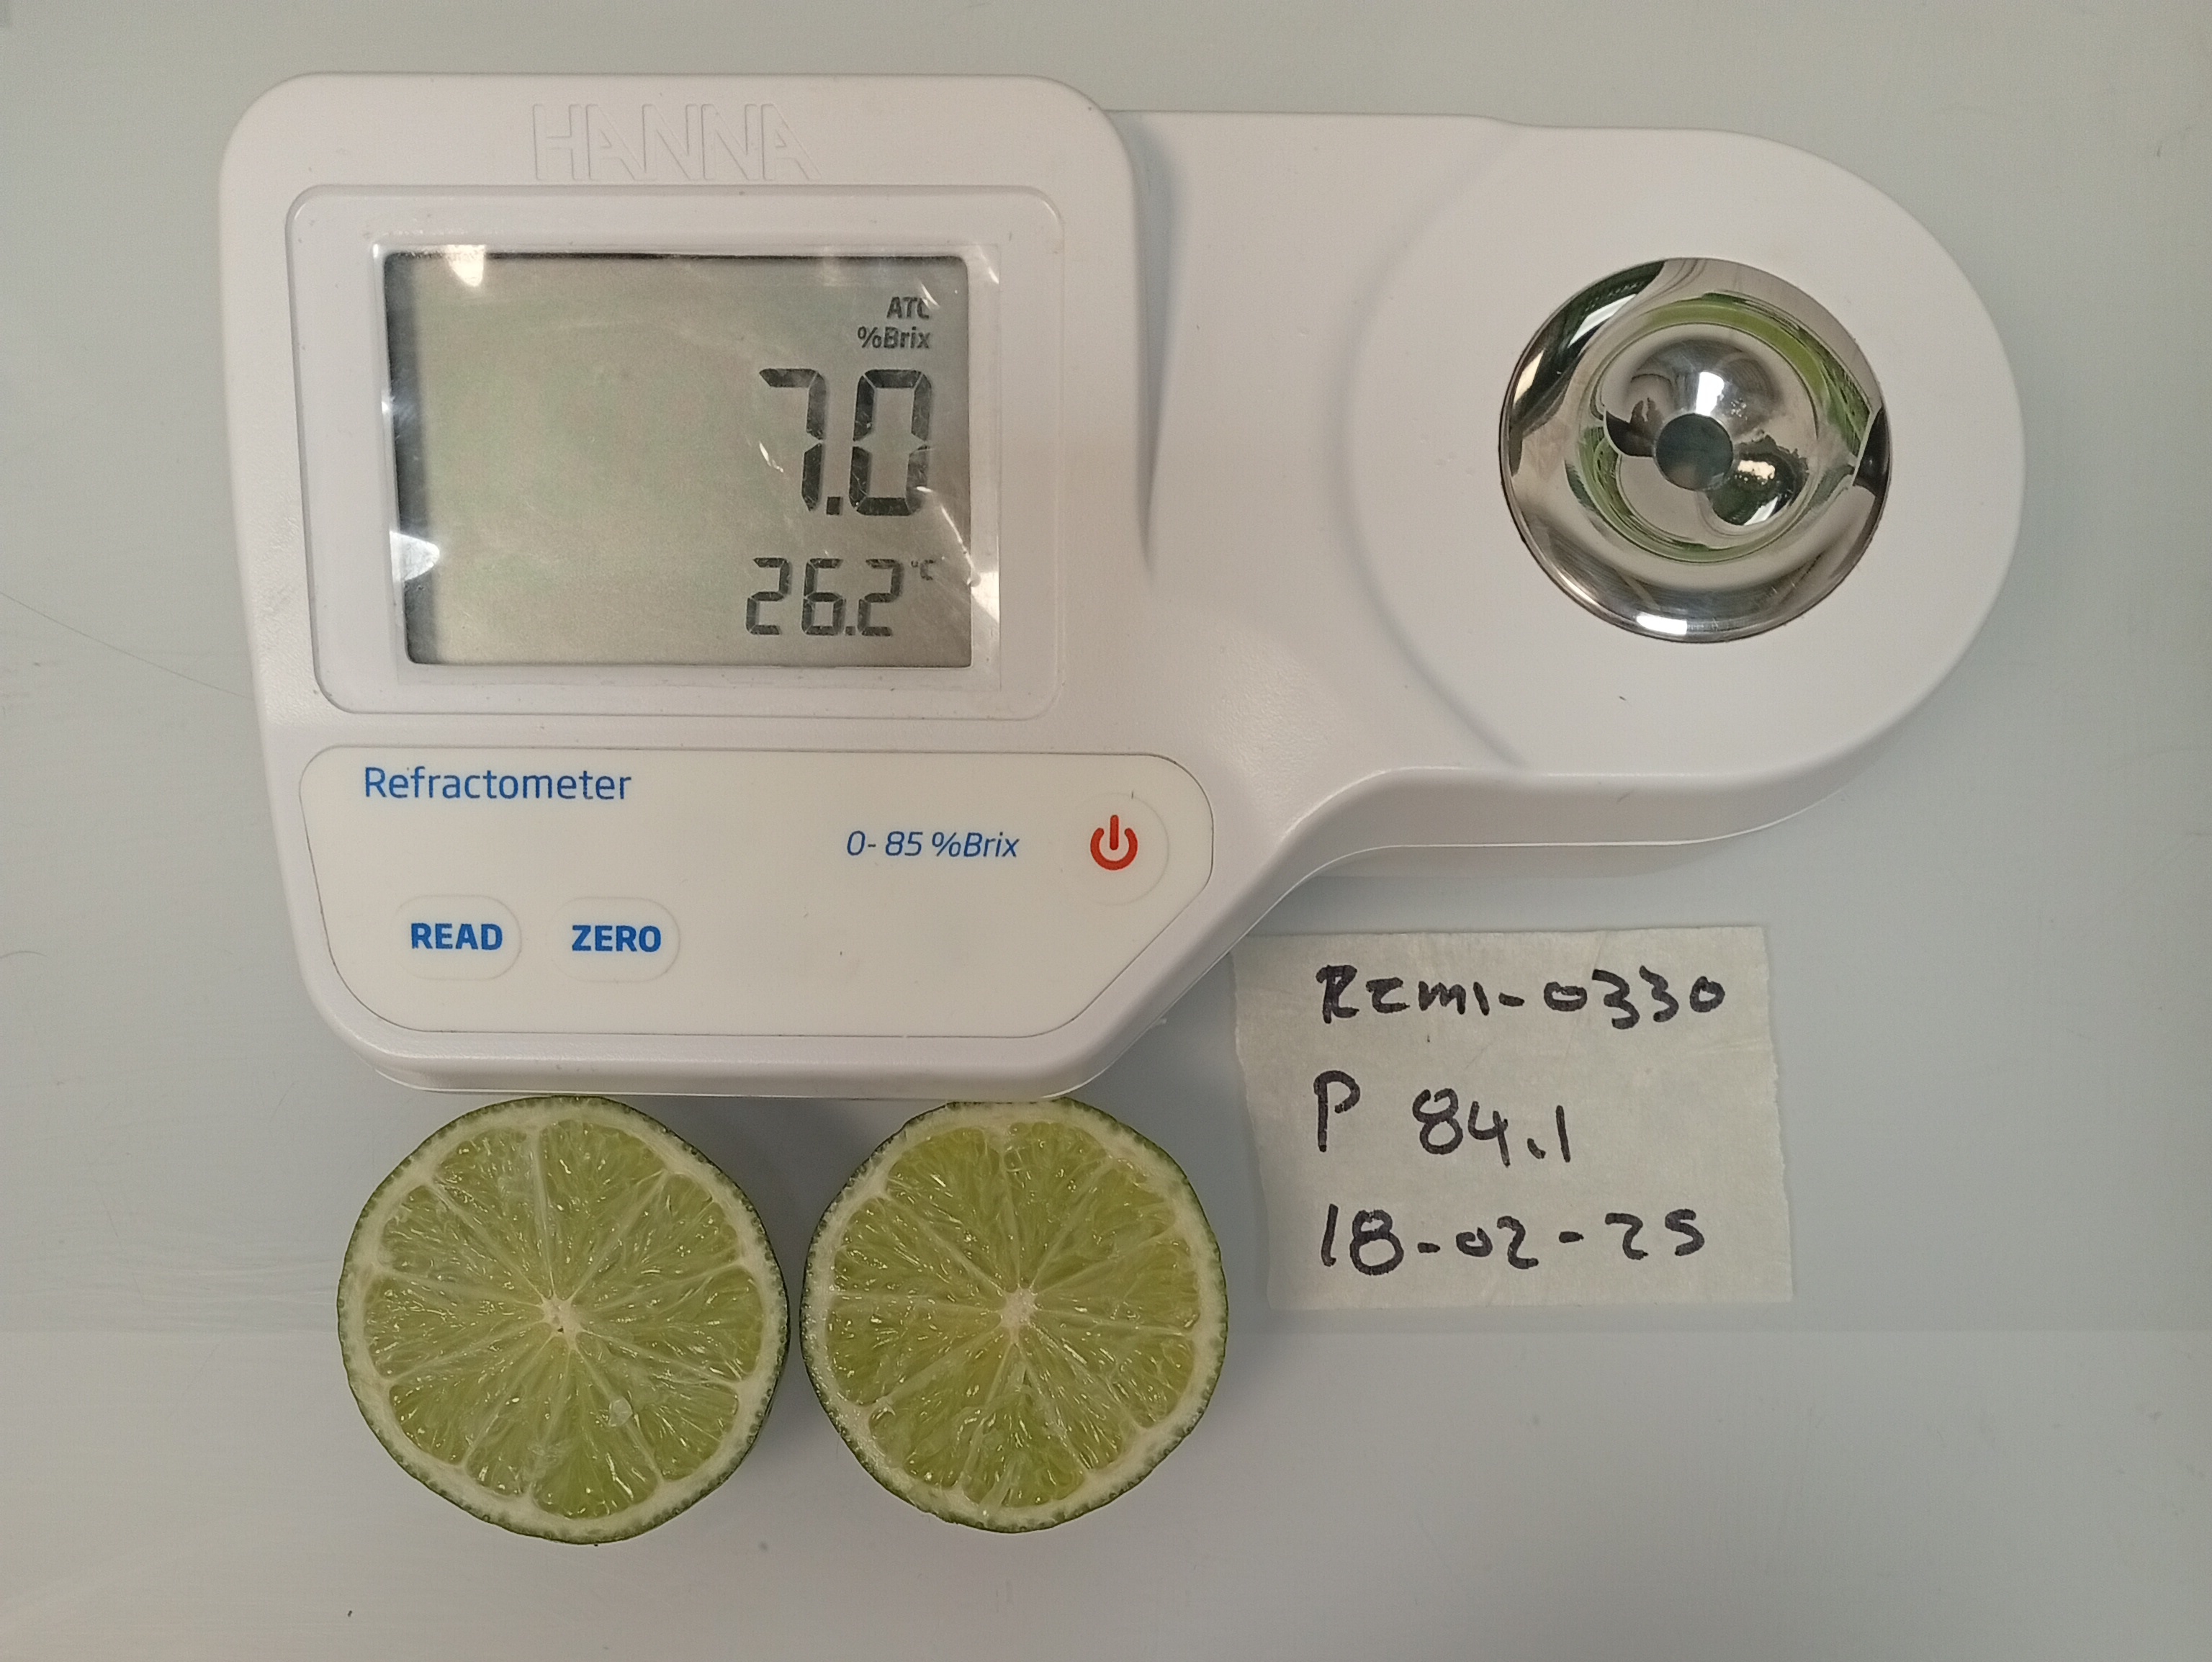 HANNA
ATC
%Brix
7.0
26.2°C
Refractometer
0-85 %Brix
READ ZERO
RZM1-0330
P 84.1
18-02-25